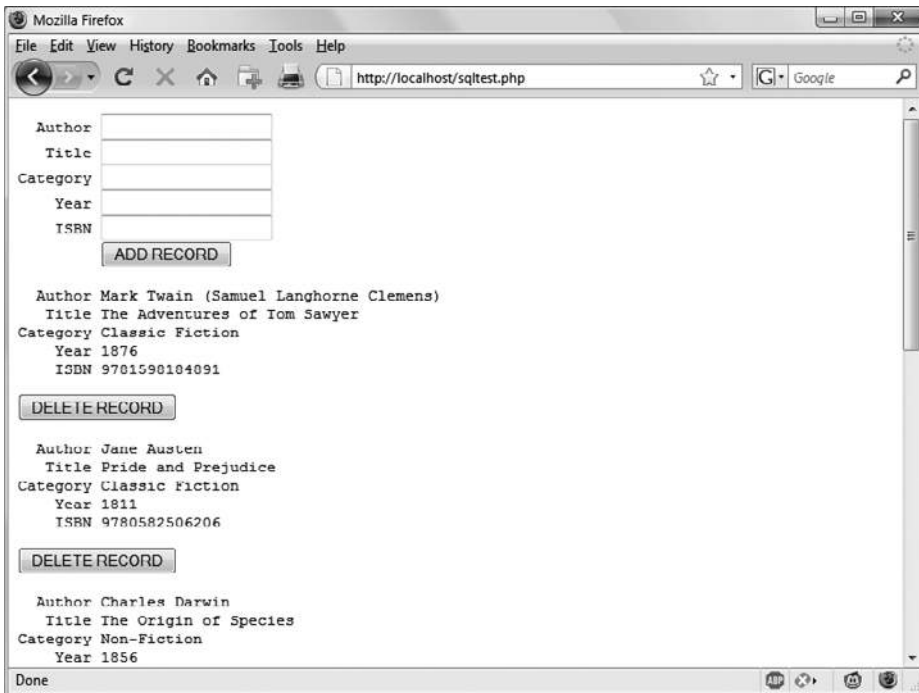 Mozilla Firefox
File Edit View History Bookmarks Tools Help
http://localhost/sqltest.php
G Google
Author
Title
Category
Year
ISBN
ADD RECORD
Author Mark Twain (Samuel Langhorne Clemens)
Title The Adventures of Tom Sawyer
Category Classic Fiction
Year 1876
ISBN 9781598184891
DELETE RECORD
Author Jane Austen
Title Pride and Prejudice
Category Classic Fiction
Year 1811
ISBN 9780582506206
DELETE RECORD
Author Charles Darwin
Title The Origin of Species
Category Non-Fiction
Year 1856
Done
ABP